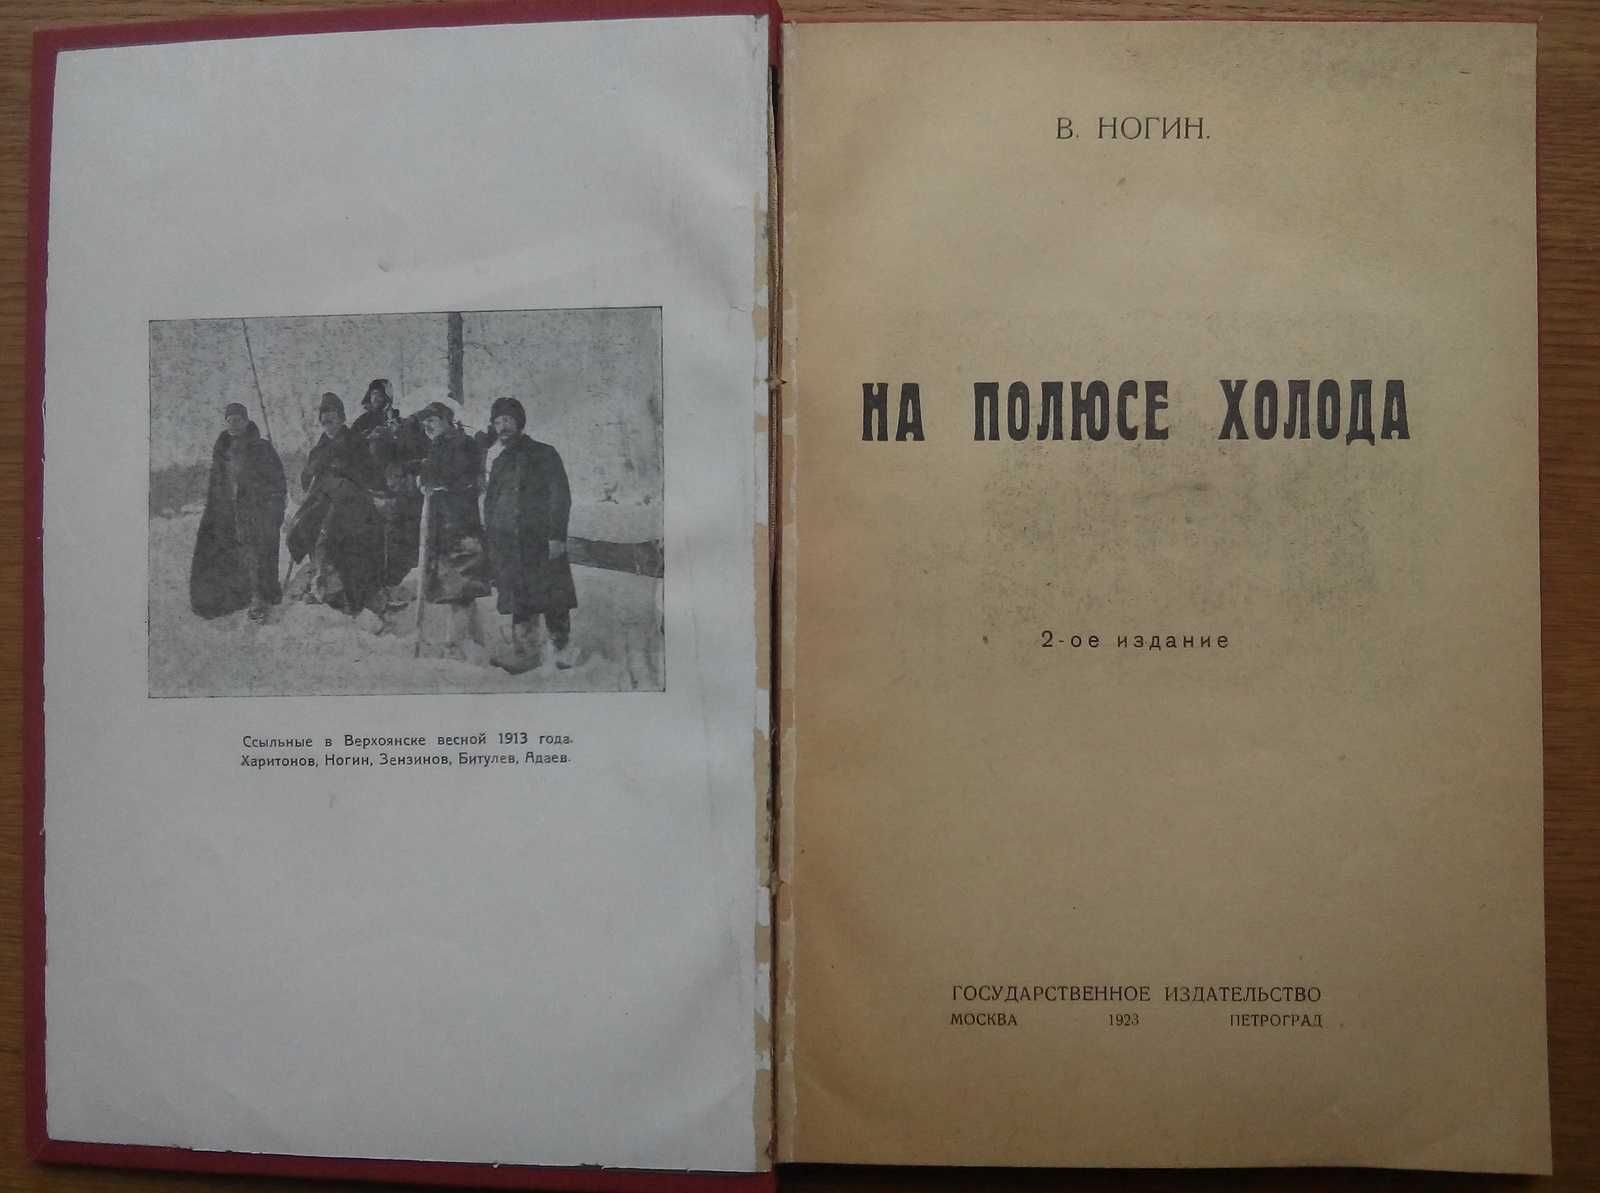 Ссыльные в Верхоянске весной 1913 года.
Харитонов, Ногин, Зензинов, Битулев, Адаев.
В. НОГИН.
НА ПОЛЮСЕ ХОЛОДА
2-ое издание
ГОСУДАРСТВЕННОЕ ИЗДАТЕЛЬСТВО
МОСКВА 1923 ПЕТРОГРАД